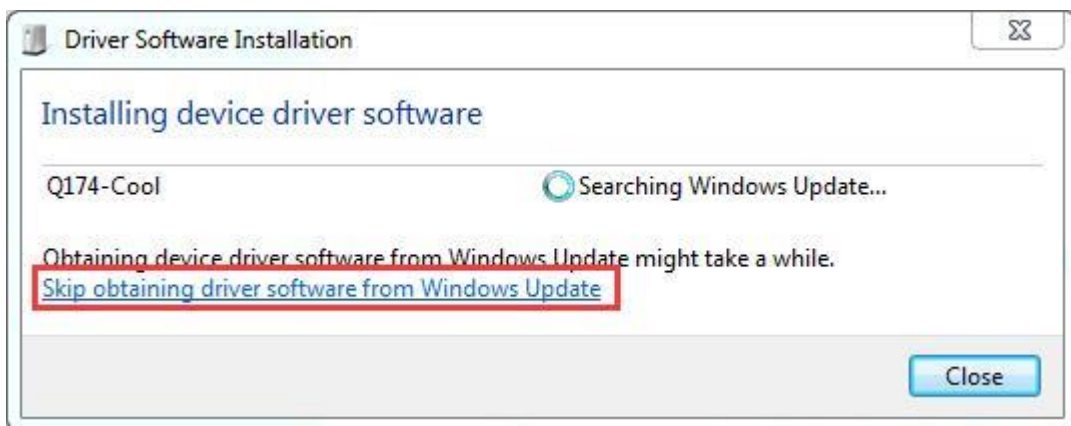 Driver Software Installation
Installing device driver software
Q174-Cool Searching Windows Update...
Obtaining device driver software from Windows Update might take a while.
Skip obtaining driver software from Windows Update
Close